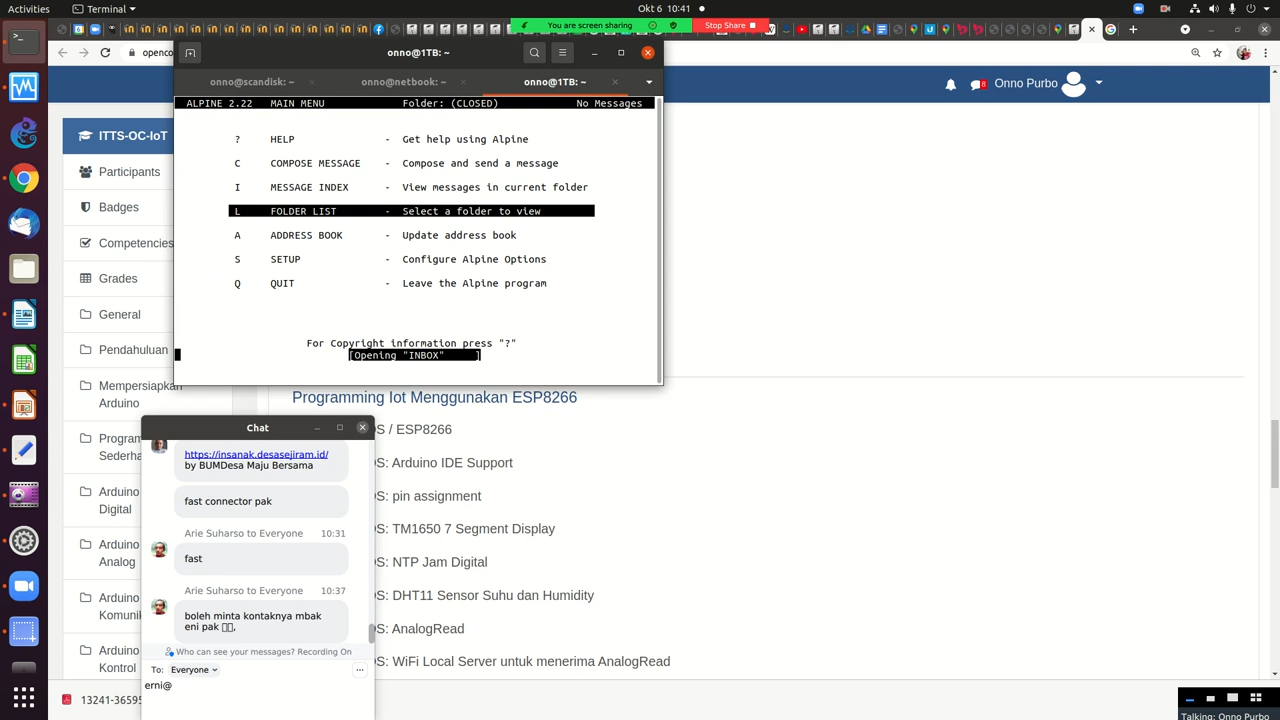 Activities
Terminal
Okt 6 10:41
You are screen sharing
Stop Share
openco
onno@1TB: ~
onno@scandisk: ~
onno@netbook: ~
onno@1TB: ~
Onno Purbo
8
ALPINE 2.22 MAIN MENU Folder: (CLOSED) No Messages
? HELP - Get help using Alpine
C COMPOSE MESSAGE - Compose and send a message
I MESSAGE INDEX - View messages in current folder
L FOLDER LIST - Select a folder to view
A ADDRESS BOOK - Update address book
S SETUP - Configure Alpine Options
Q QUIT - Leave the Alpine program
For Copyright information press "?"
[Opening "INBOX" ]
ITTS-OC-IoT
Participants
Badges
Competencies
Grades
General
Pendahuluan
Mempersiapkan
Arduino
Program
Sederha
Arduino
Digital
Arduino
Analog
Arduino
Komunik
Arduino
Kontrol
Programming Iot Menggunakan ESP8266
OS / ESP8266
OS: Arduino IDE Support
OS: pin assignment
OS: TM1650 7 Segment Display
OS: NTP Jam Digital
OS: DHT11 Sensor Suhu dan Humidity
OS: AnalogRead
OS: WiFi Local Server untuk menerima AnalogRead
Chat
https://insanak.desasejiram.id/
by BUMDesa Maju Bersama
fast connector pak
Arie Suharso to Everyone 10:31
fast
Arie Suharso to Everyone 10:37
boleh minta kontaknya mbak
eni pak ,
Who can see your messages? Recording On
To: Everyone
erni@
13241-36595
Talking: Onno Purbo